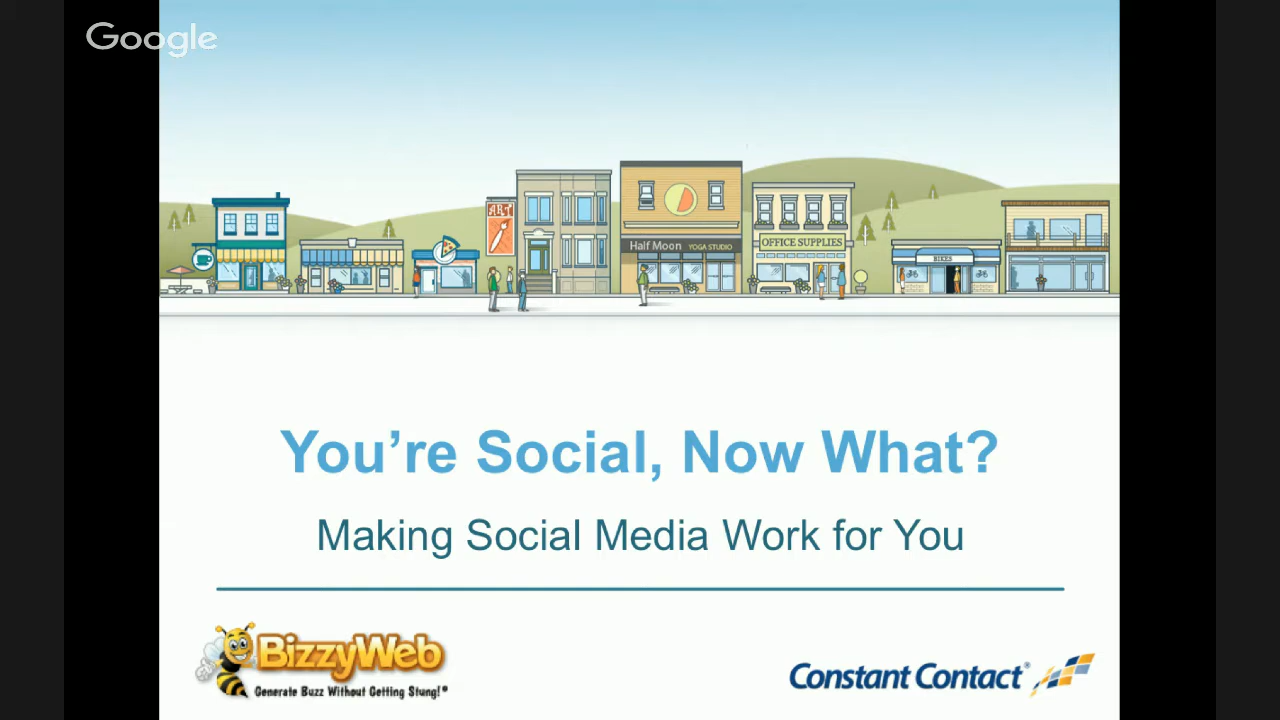 Google
ART
Half Moon YOGA STUDIO
OFFICE SUPPLIES
BIKES
You're Social, Now What?
Making Social Media Work for You
BizzyWeb
Generate Buzz Without Getting Stung!®
Constant Contact®